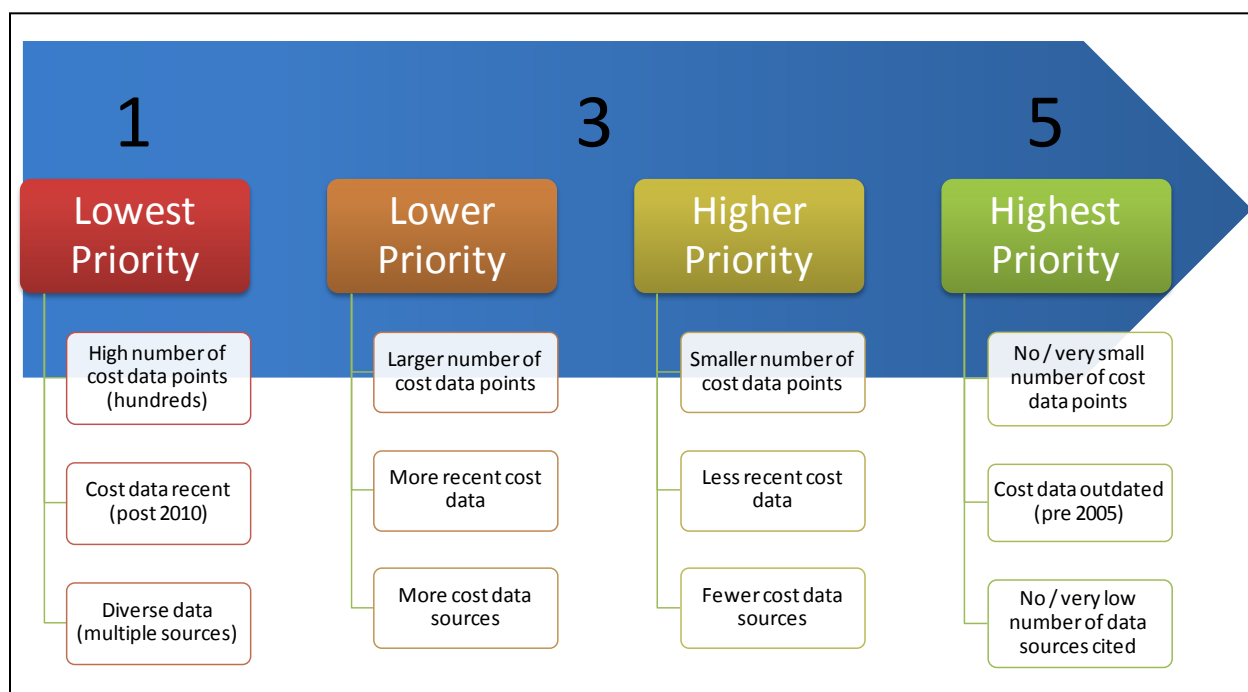 1
3
5
Lowest
Priority
High number of
cost data points
(hundreds)
Cost data recent
(post 2010)
Diverse data
(multiple sources)
Lower
Priority
Larger number of
cost data points
More recent cost
data
More cost data
sources
Higher
Priority
Smaller number of
cost data points
Less recent cost
data
Fewer cost data
sources
Highest
Priority
No / very small
number of cost
data points
Cost data outdated
(pre 2005)
No / very low
number of data
sources cited